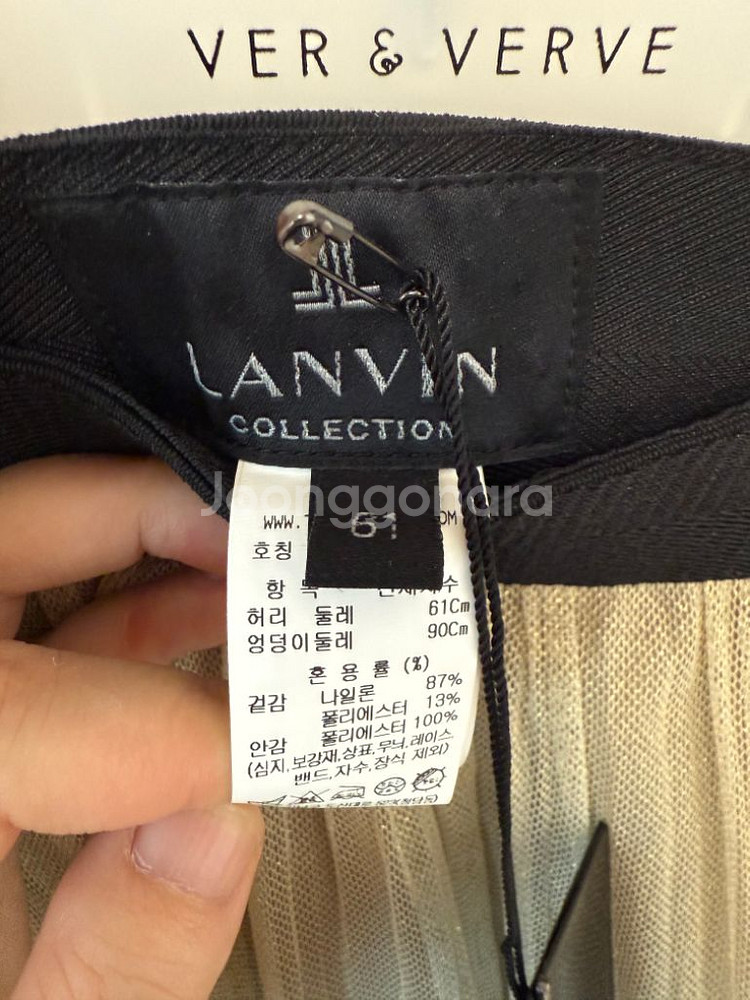 VER & VERVE
LANVIN
COLLECTION
Joonggonara
WWW.
61
호칭
항 목
허리 둘레 61Cm
엉덩이둘레 90Cm
혼 용 률 (%)
겉감 나일론 87%
폴리에스터 13%
안감 폴리에스터 100%
(심지,보강재,상표,무늬,레이스
밴드,자수,장식 제외)